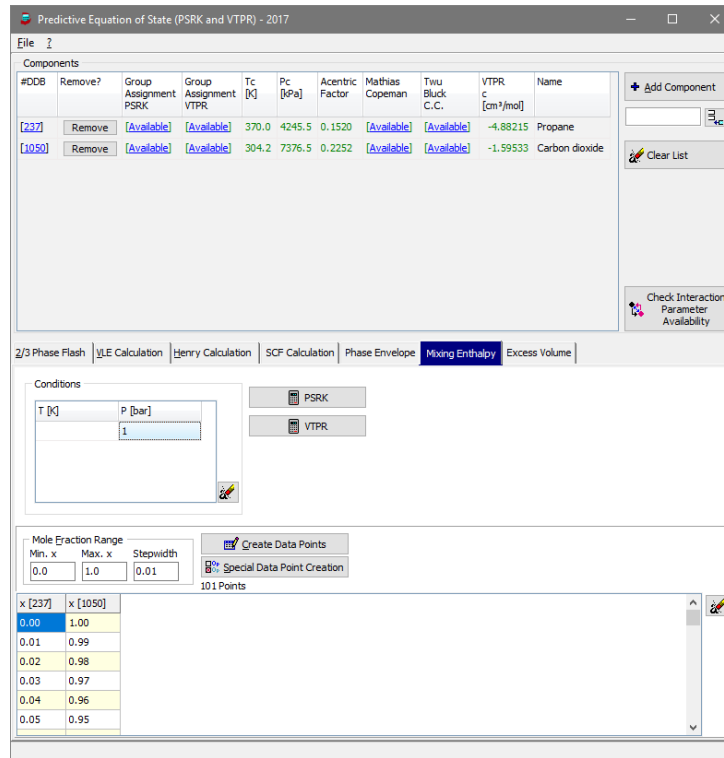 Predictive Equation of State (PSRK and VTPR) - 2017
File ?
Components
#DDB Remove? Group Assignment PSRK Group Assignment VTPR Tc [K] Pc [kPa] Acentric Factor Mathias Copeman Twu Bluck C.C. VTPR c [cm³/mol] Name
[237] Remove [Available] [Available] 370.0 4245.5 0.1520 [Available] [Available] -4.88215 Propane
[1050] Remove [Available] [Available] 304.2 7376.5 0.2252 [Available] [Available] -1.59533 Carbon dioxide
Add Component
Clear List
Check Interaction
Parameter
Availability
2/3 Phase Flash VLE Calculation Henry Calculation SCF Calculation Phase Envelope Mixing Enthalpy Excess Volume
Conditions
T [K] P [bar]
1
PSRK
VTPR
Mole Fraction Range
Min. x Max. x Stepwidth
0.0 1.0 0.01
Create Data Points
Special Data Point Creation
101 Points
x [237] x [1050]
0.00 1.00
0.01 0.99
0.02 0.98
0.03 0.97
0.04 0.96
0.05 0.95